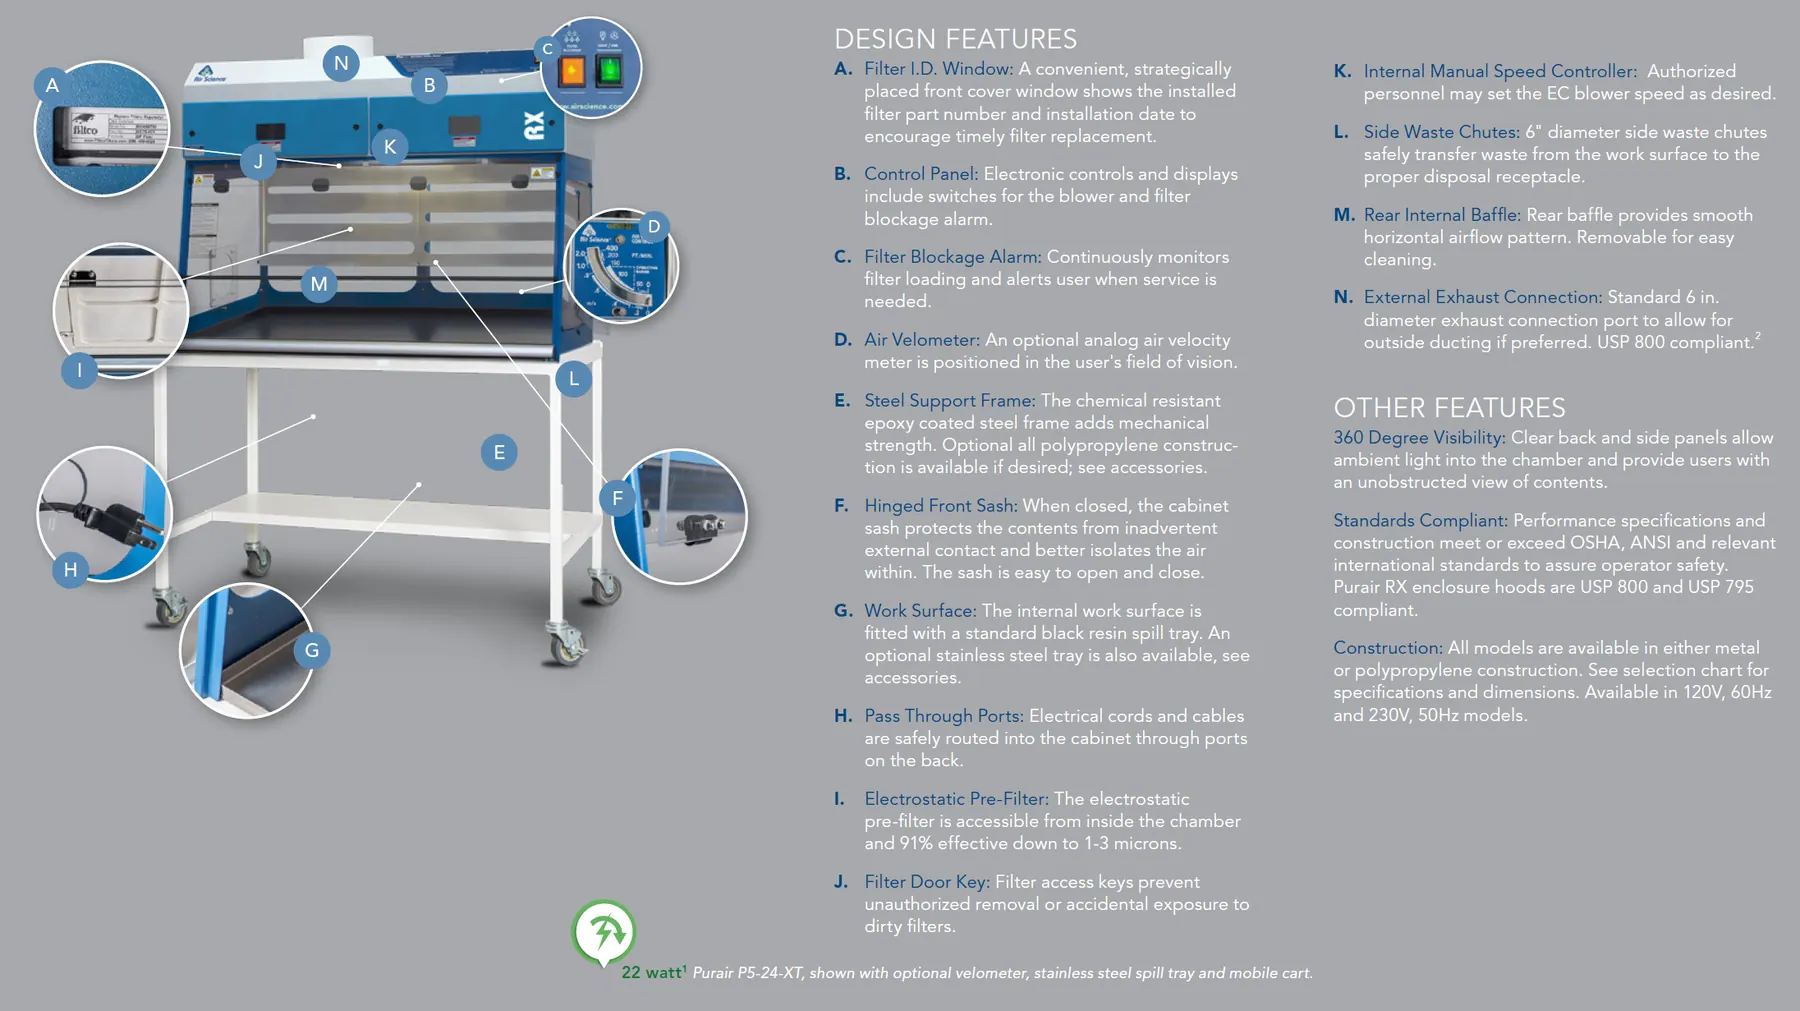 A
N
B
C
Air Science
www.airscience.com
filtco
RX
J
K
D
Air Science
I
M
L
E
H
F
G
DESIGN FEATURES
A. Filter I.D. Window: A convenient, strategically
placed front cover window shows the installed
filter part number and installation date to
encourage timely filter replacement.
B. Control Panel: Electronic controls and displays
include switches for the blower and filter
blockage alarm.
C. Filter Blockage Alarm: Continuously monitors
filter loading and alerts user when service is
needed.
D. Air Velometer: An optional analog air velocity
meter is positioned in the user's field of vision.
E. Steel Support Frame: The chemical resistant
epoxy coated steel frame adds mechanical
strength. Optional all polypropylene construc-
tion is available if desired; see accessories.
F. Hinged Front Sash: When closed, the cabinet
sash protects the contents from inadvertent
external contact and better isolates the air
within. The sash is easy to open and close.
G. Work Surface: The internal work surface is
fitted with a standard black resin spill tray. An
optional stainless steel tray is also available, see
accessories.
H. Pass Through Ports: Electrical cords and cables
are safely routed into the cabinet through ports
on the back.
I. Electrostatic Pre-Filter: The electrostatic
pre-filter is accessible from inside the chamber
and 91% effective down to 1-3 microns.
J. Filter Door Key: Filter access keys prevent
unauthorized removal or accidental exposure to
dirty filters.
K. Internal Manual Speed Controller: Authorized
personnel may set the EC blower speed as desired.
L. Side Waste Chutes: 6" diameter side waste chutes
safely transfer waste from the work surface to the
proper disposal receptacle.
M. Rear Internal Baffle: Rear baffle provides smooth
horizontal airflow pattern. Removable for easy
cleaning.
N. External Exhaust Connection: Standard 6 in.
diameter exhaust connection port to allow for
outside ducting if preferred. USP 800 compliant.²
OTHER FEATURES
360 Degree Visibility: Clear back and side panels allow
ambient light into the chamber and provide users with
an unobstructed view of contents.
Standards Compliant: Performance specifications and
construction meet or exceed OSHA, ANSI and relevant
international standards to assure operator safety.
Purair RX enclosure hoods are USP 800 and USP 795
compliant.
Construction: All models are available in either metal
or polypropylene construction. See selection chart for
specifications and dimensions. Available in 120V, 60Hz
and 230V, 50Hz models.
22 watt¹ Purair P5-24-XT, shown with optional velometer, stainless steel spill tray and mobile cart.